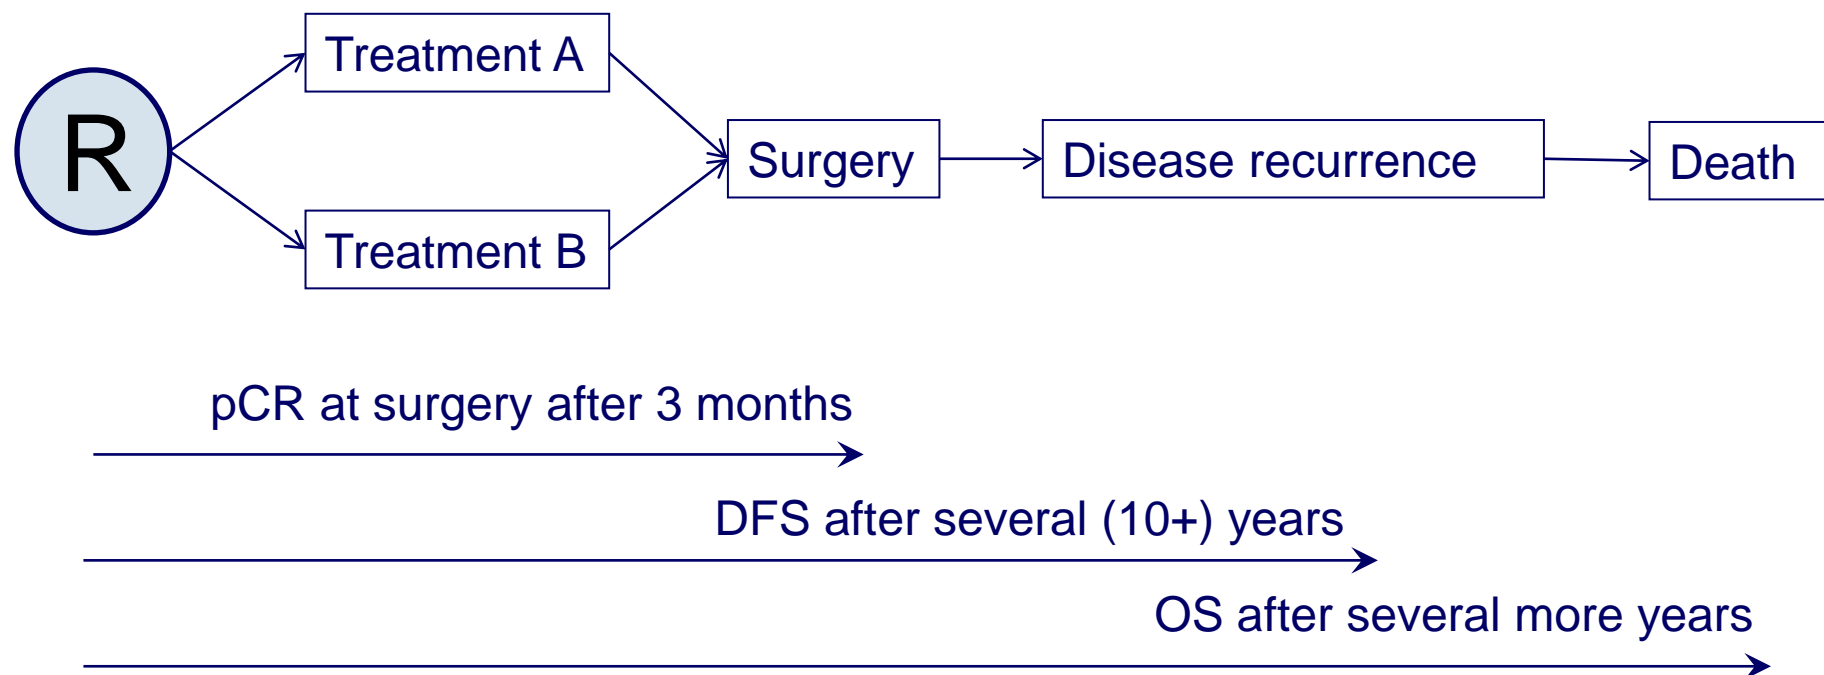 R
Treatment A
Treatment B
Surgery
Disease recurrence
Death
pCR at surgery after 3 months
DFS after several (10+) years
OS after several more years